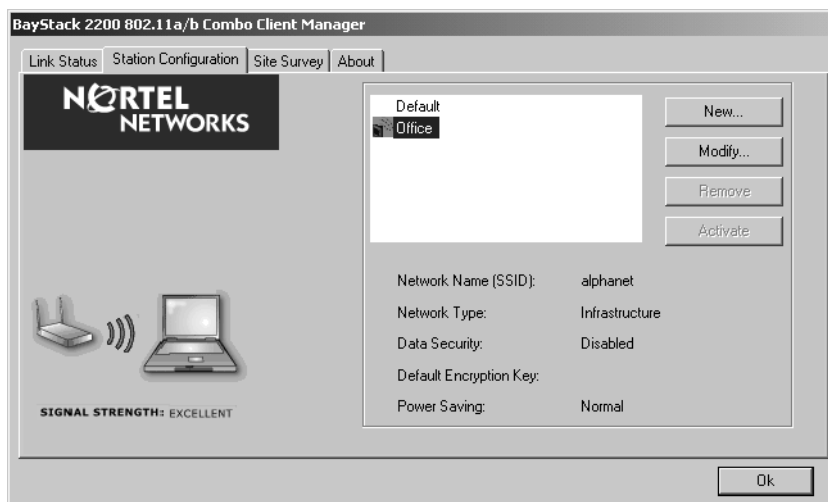 BayStack 2200 802.11a/b Combo Client Manager
Link Status Station Configuration Site Survey About
NORTEL
NETWORKS
Default
Office
New...
Modify...
Remove
Activate
Network Name (SSID): alphanet
Network Type: Infrastructure
Data Security: Disabled
Default Encryption Key:
Power Saving: Normal
SIGNAL STRENGTH: EXCELLENT
Ok